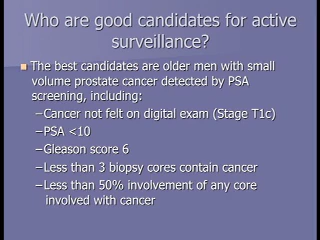 Who are good candidates for active
surveillance?
The best candidates are older men with small
volume prostate cancer detected by PSA
screening, including:
–Cancer not felt on digital exam (Stage T1c)
–PSA <10
–Gleason score 6
–Less than 3 biopsy cores contain cancer
–Less than 50% involvement of any core
involved with cancer